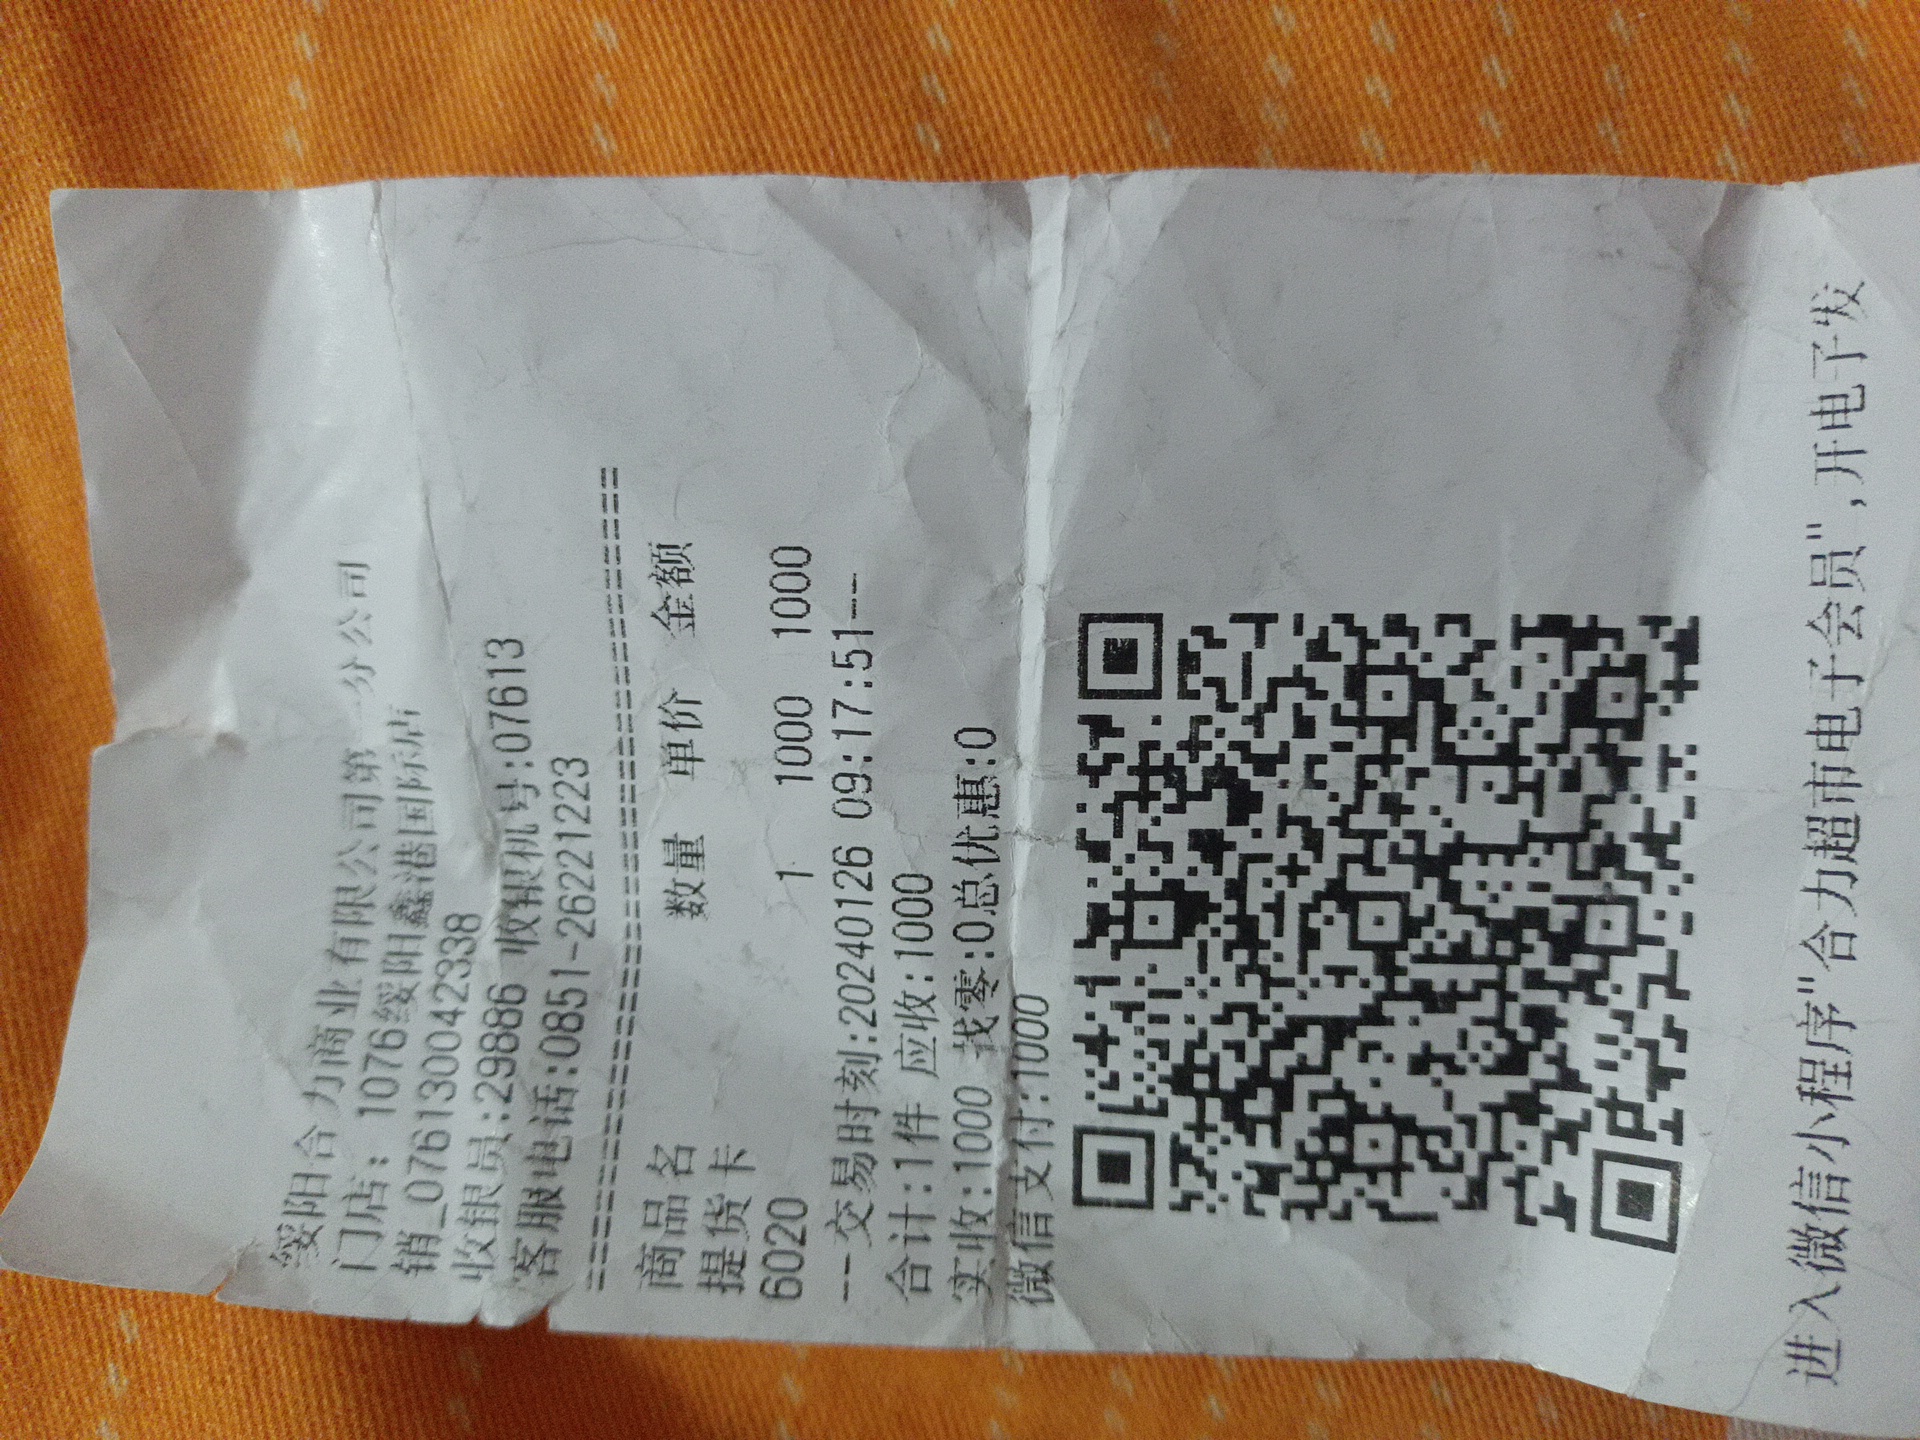 绥阳合力商业有限公司第一分公司
门店: 1076绥阳鑫港国际店
销_076130042338
收银员:29886 收银机号:07613
客服电话:0851-26221223
========================================
商品名 数量 单价 金额
提货卡
6020 1 1000 1000
--交易时刻:20240126 09:17:51--
合计:1件 应收:1000
实收:1000 找零:0总优惠:0
微信支付:1000
进入微信小程序"合力超市电子会员",开电子发